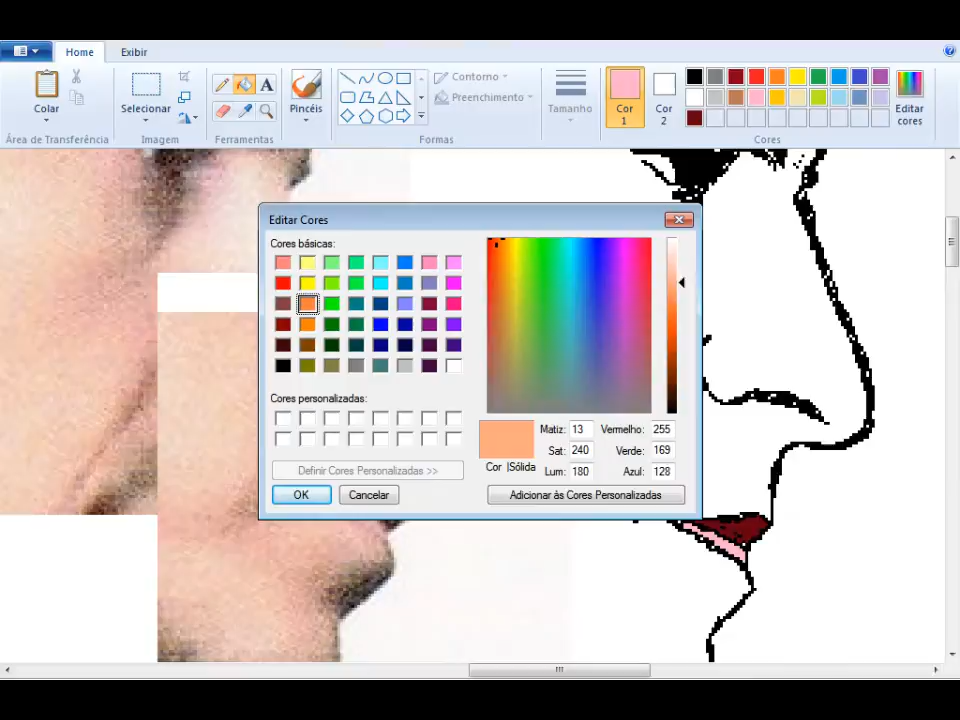 Home
Exibir
Colar
Selecionar
A
Pincéis
Contorno
Preenchimento
Tamanho
Cor 1
Cor 2
Editar cores
Área de Transferência
Imagem
Ferramentas
Formas
Cores
Editar Cores
Cores básicas:
Cores personalizadas:
Definir Cores Personalizadas >>
OK
Cancelar
Cor |Sólida
Matiz: 13
Sat: 240
Lum: 180
Vermelho: 255
Verde: 169
Azul: 128
Adicionar às Cores Personalizadas